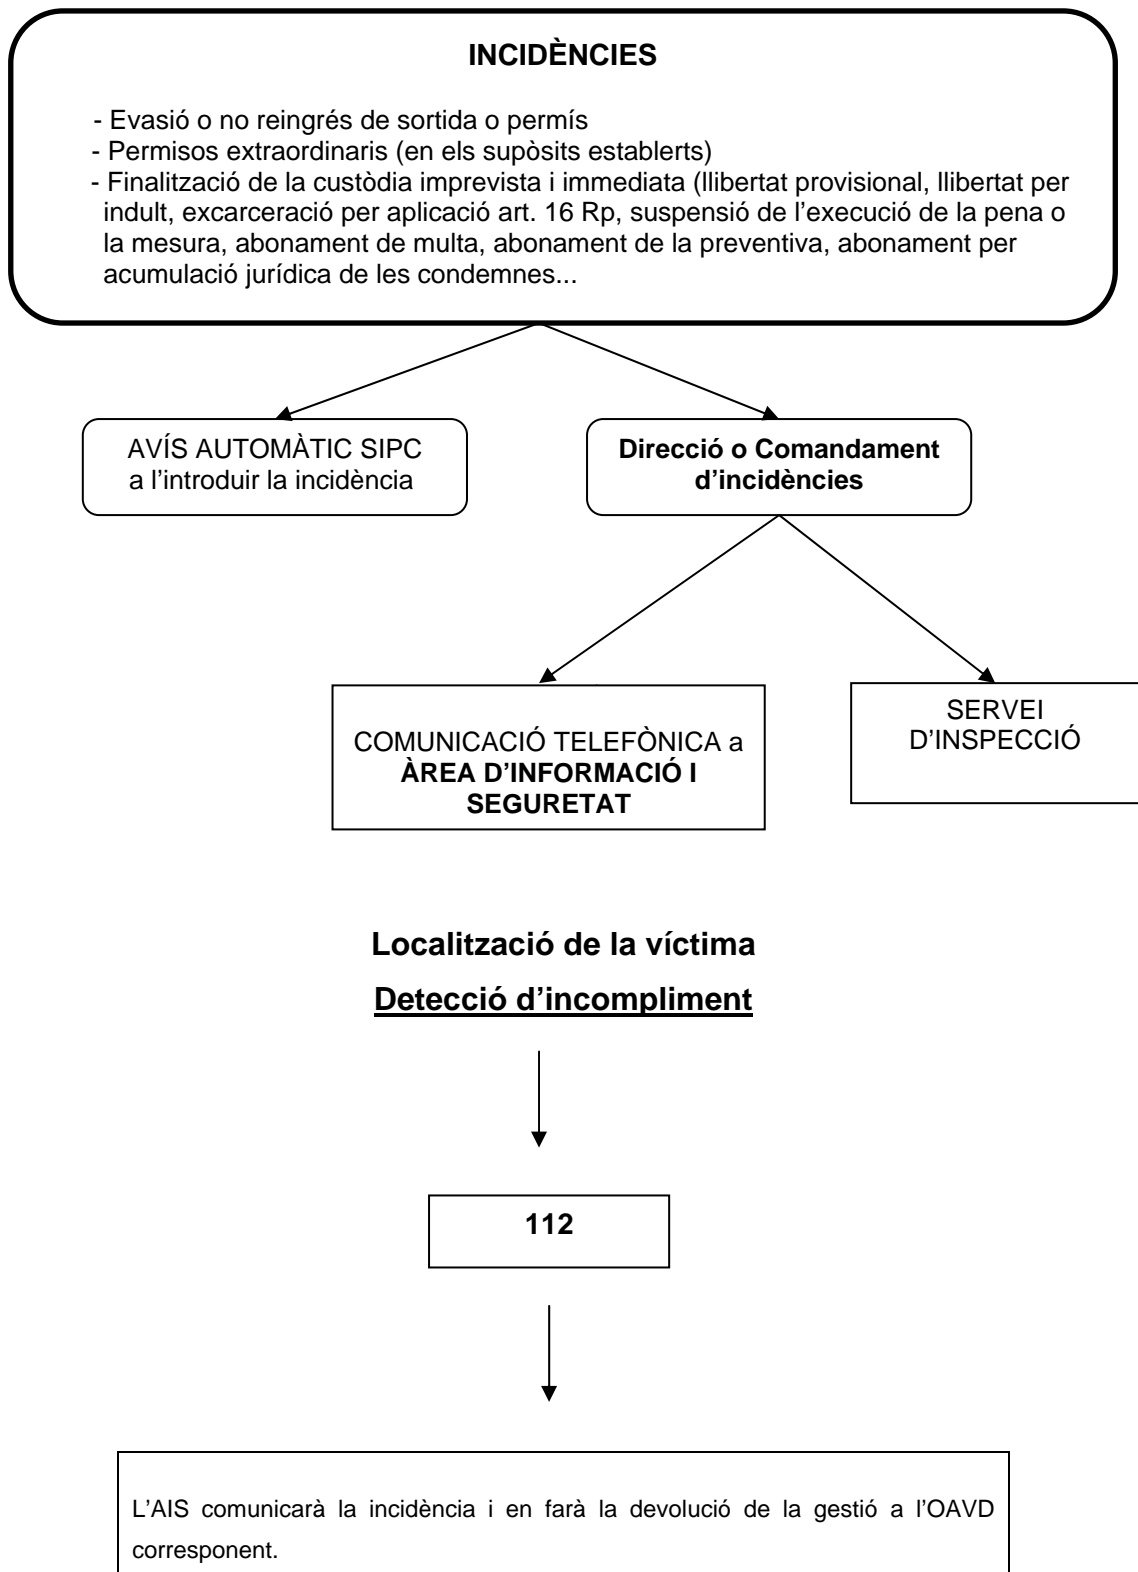 INCIDÈNCIES
- Evasió o no reingrés de sortida o permís
- Permisos extraordinaris (en els supòsits establerts)
- Finalització de la custòdia imprevista i immediata (llibertat provisional, llibertat per
indult, excarceració per aplicació art. 16 Rp, suspensió de l’execució de la pena o
la mesura, abonament de multa, abonament de la preventiva, abonament per
acumulació jurídica de les condemnes...
AVÍS AUTOMÀTIC SIPC
a l’introduir la incidència
Direcció o Comandament
d’incidències
COMUNICACIÓ TELEFÒNICA a
ÀREA D’INFORMACIÓ I
SEGURETAT
SERVEI
D’INSPECCIÓ
Localització de la víctima
Detecció d’incompliment
112
L’AIS comunicarà la incidència i en farà la devolució de la gestió a l’OAVD
corresponent.